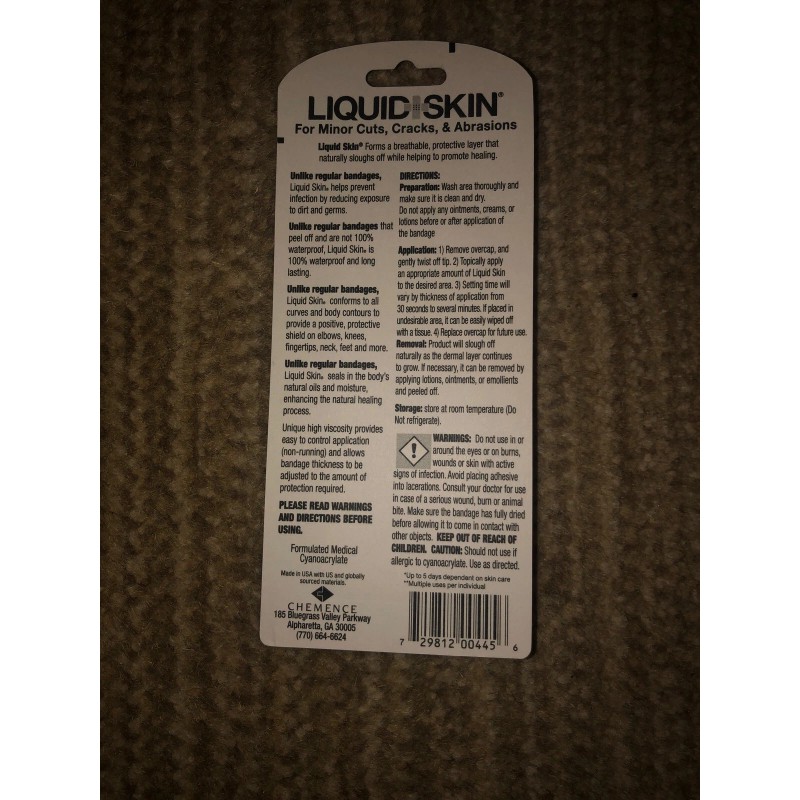 LIQUID SKIN®
For Minor Cuts, Cracks, & Abrasions
Liquid Skin® Forms a breathable, protective layer that
naturally sloughs off while helping to promote healing.
Unlike regular bandages,
Liquid Skin® helps prevent
infection by reducing exposure
to dirt and germs.
Unlike regular bandages that
peel off and are not 100%
waterproof, Liquid Skin® is
100% waterproof and long
lasting.
Unlike regular bandages,
Liquid Skin® conforms to all
curves and body contours to
provide a positive, protective
shield on elbows, knees,
fingertips, neck, feet and more.
Unlike regular bandages,
Liquid Skin® seals in the body's
natural oils and moisture,
enhancing the natural healing
process.
Unique high viscosity provides
easy to control application
(non-running) and allows
bandage thickness to be
adjusted to the amount of
protection required.
PLEASE READ WARNINGS
AND DIRECTIONS BEFORE
USING.
Formulated Medical
Cyanoacrylate
Made in USA with US and globally
sourced materials.
CHEMENCE
185 Bluegrass Valley Parkway
Alpharetta, GA 30005
(770) 664-6624
DIRECTIONS:
Preparation: Wash area thoroughly and
make sure it is clean and dry.
Do not apply any ointments, creams, or
lotions before or after application of
the bandage
Application: 1) Remove overcap, and
gently twist off tip. 2) Topically apply
an appropriate amount of Liquid Skin
to the desired area. 3) Setting time will
vary by thickness of application from
30 seconds to several minutes. If placed in
undesirable area, it can be easily wiped off
with a tissue. 4) Replace overcap for future use.
Removal: Product will slough off
naturally as the dermal layer continues
to grow. If necessary, it can be removed by
applying lotions, ointments, or emollients
and peeled off.
Storage: store at room temperature (Do
Not refrigerate).
WARNINGS: Do not use in or
around the eyes or on burns,
wounds or skin with active
signs of infection. Avoid placing adhesive
into lacerations. Consult your doctor for use
in case of a serious wound, burn or animal
bite. Make sure the bandage has fully dried
before allowing it to come in contact with
other objects. KEEP OUT OF REACH OF
CHILDREN. CAUTION: Should not use if
allergic to cyanoacrylate. Use as directed.
*Up to 5 days dependent on skin care
**Multiple uses per individual
7 29812 00445 6